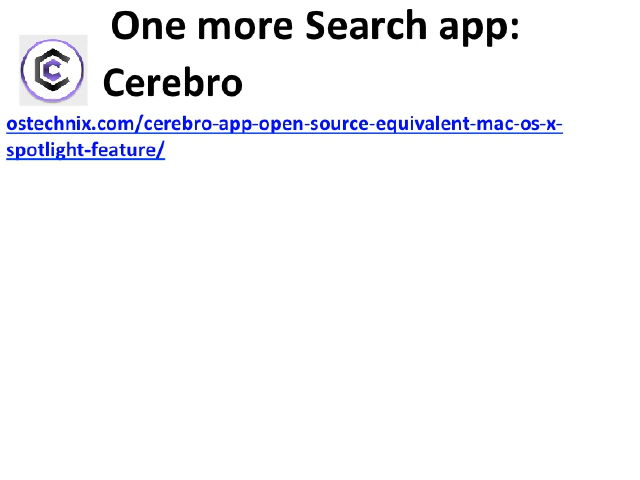 One more Search app:
Cerebro
ostechnix.com/cerebro-app-open-source-equivalent-mac-os-x-
spotlight-feature/